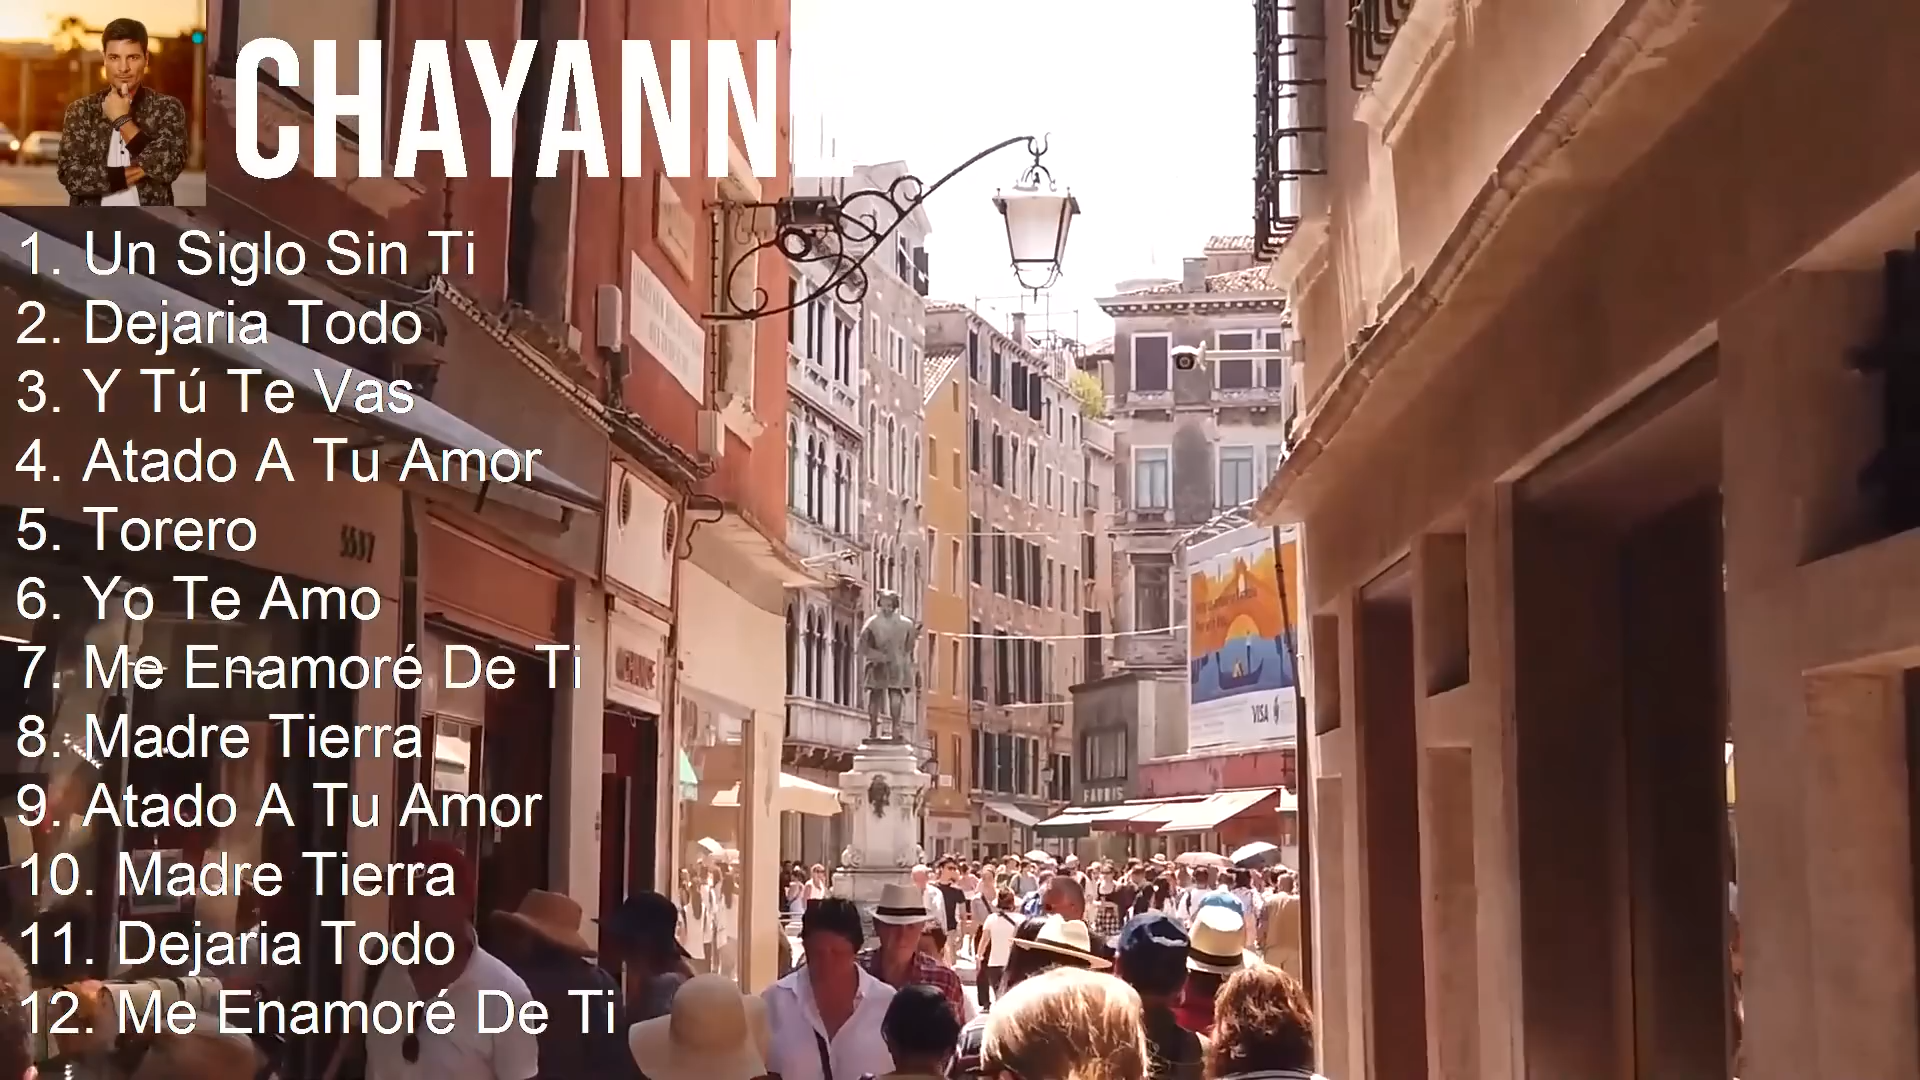 CHAYANNE
1. Un Siglo Sin Ti
2. Dejaria Todo
3. Y Tú Te Vas
4. Atado A Tu Amor
5. Torero
6. Yo Te Amo
7. Me Enamoré De Ti
8. Madre Tierra
9. Atado A Tu Amor
10. Madre Tierra
11. Dejaria Todo
12. Me Enamoré De Ti
5537
VISA